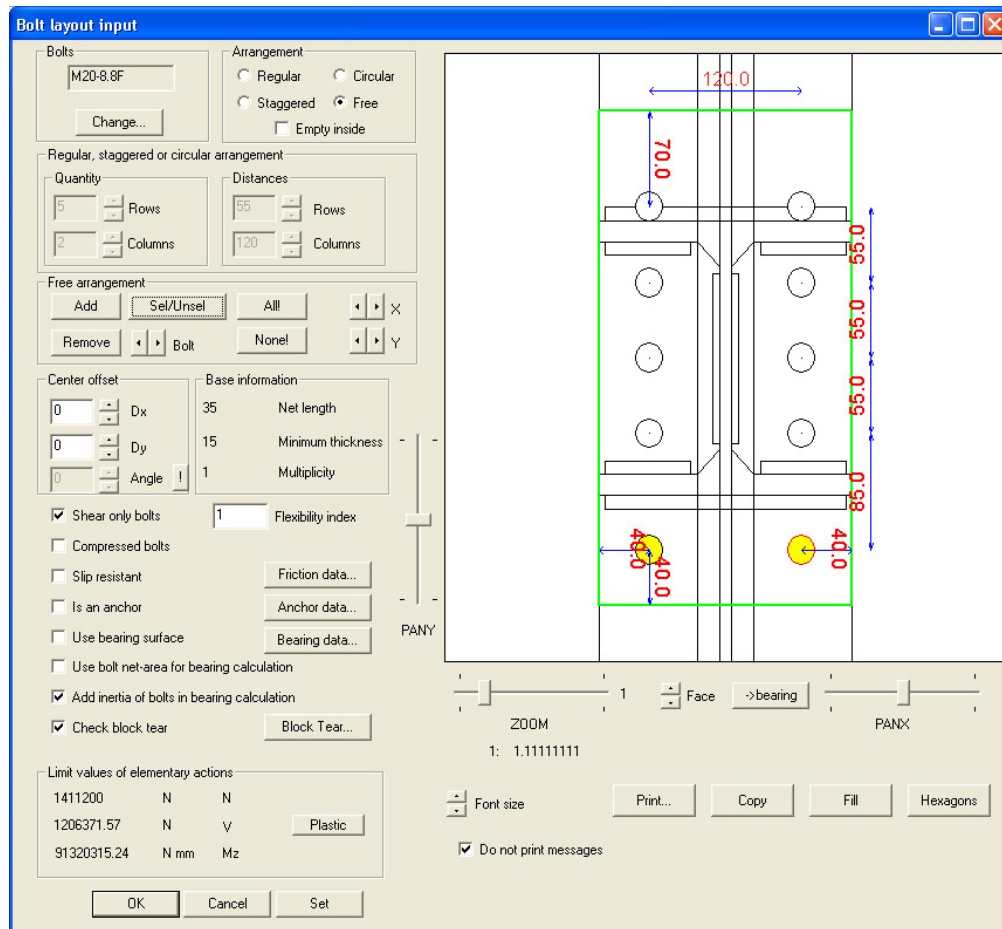 Bolt layout input
Bolts
M20-8.8F
Change...
Arrangement
Regular
Circular
Staggered
Free
Empty inside
Regular, staggered or circular arrangement
Quantity
5
Rows
2
Columns
Distances
55
Rows
120
Columns
Free arrangement
Add
Sel/Unsel
All!
X
Remove
Bolt
None!
Y
Center offset
0
Dx
0
Dy
0
Angle
!
Base information
35
Net length
15
Minimum thickness
1
Multiplicity
Shear only bolts
1
Flexibility index
Compressed bolts
Slip resistant
Friction data...
Is an anchor
Anchor data...
Use bearing surface
Bearing data...
Use bolt net-area for bearing calculation
Add inertia of bolts in bearing calculation
Check block tear
Block Tear...
PANY
Limit values of elementary actions
1411200 N N
1206371.57 N V
Plastic
91320315.24 N mm Mz
OK
Cancel
Set
120.0
70.0
55.0
55.0
55.0
85.0
40.0
40.0
40.0
1
Face
->bearing
ZOOM
PANX
1: 1.11111111
Font size
Print...
Copy
Fill
Hexagons
Do not print messages